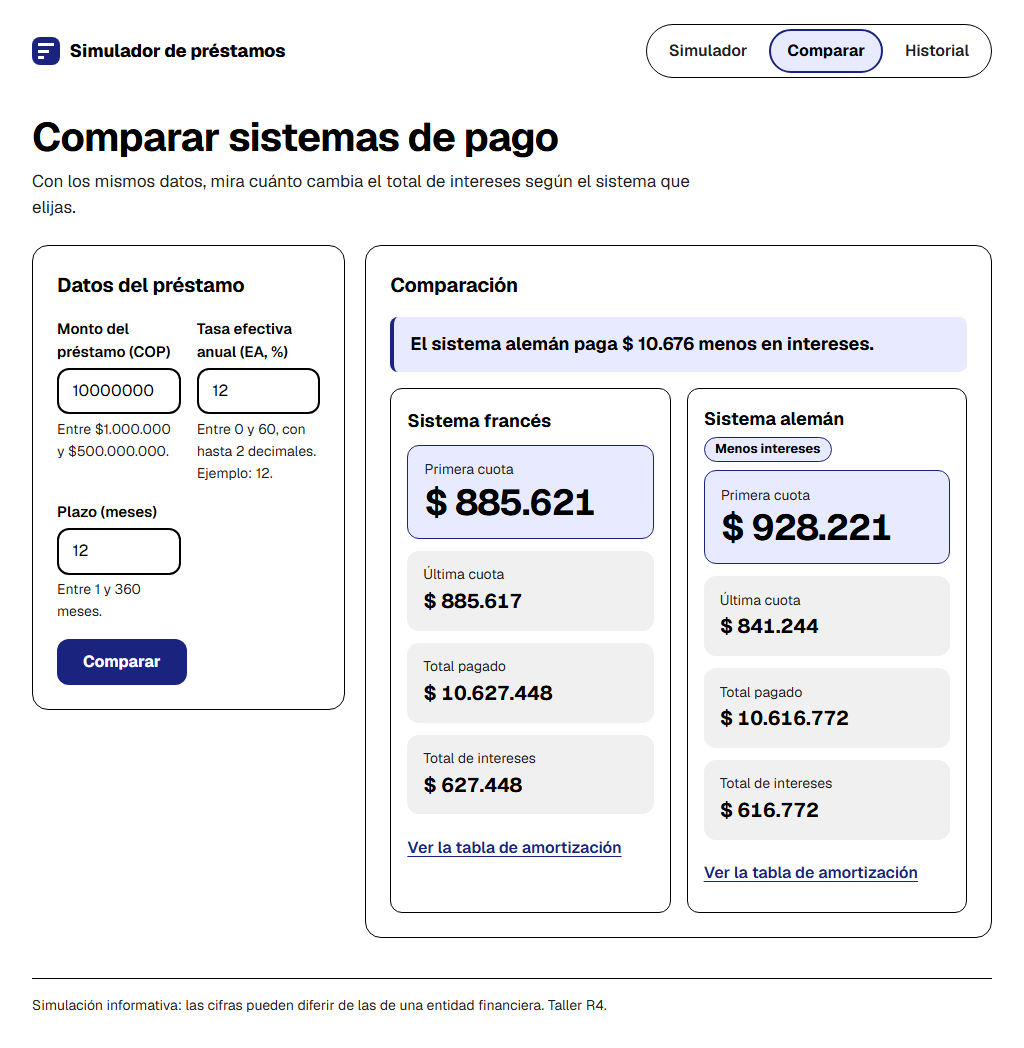 Simulador de préstamos
Simulador
Comparar
Historial
Comparar sistemas de pago
Con los mismos datos, mira cuánto cambia el total de intereses según el sistema que
elijas.
Datos del préstamo
Monto del
préstamo (COP)
10000000
Entre $1.000.000
y $500.000.000.
Tasa efectiva
anual (EA, %)
12
Entre 0 y 60, con
hasta 2 decimales.
Ejemplo: 12.
Plazo (meses)
12
Entre 1 y 360
meses.
Comparar
Comparación
El sistema alemán paga $ 10.676 menos en intereses.
Sistema francés
Primera cuota
$ 885.621
Última cuota
$ 885.617
Total pagado
$ 10.627.448
Total de intereses
$ 627.448
Ver la tabla de amortización
Sistema alemán
Menos intereses
Primera cuota
$ 928.221
Última cuota
$ 841.244
Total pagado
$ 10.616.772
Total de intereses
$ 616.772
Ver la tabla de amortización
Simulación informativa: las cifras pueden diferir de las de una entidad financiera. Taller R4.